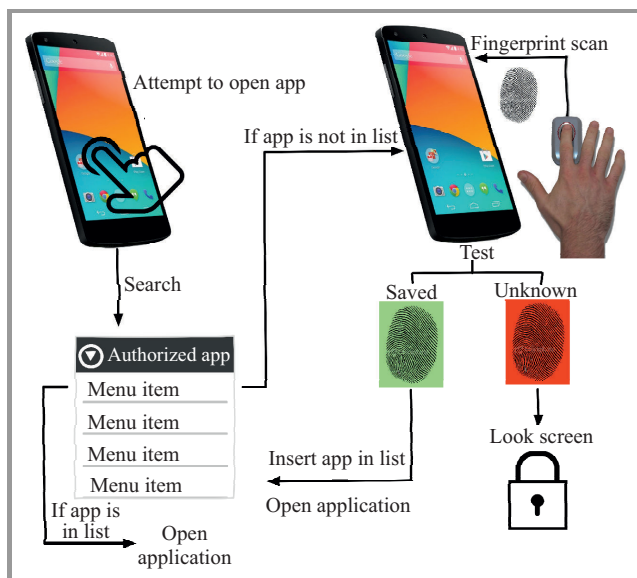 Attempt to open app
Fingerprint scan
If app is not in list
Search
Test
Saved
Unknown
Authorized app
Menu item
Menu item
Menu item
Menu item
Insert app in list
Open application
Look screen
If app is
in list
Open
application